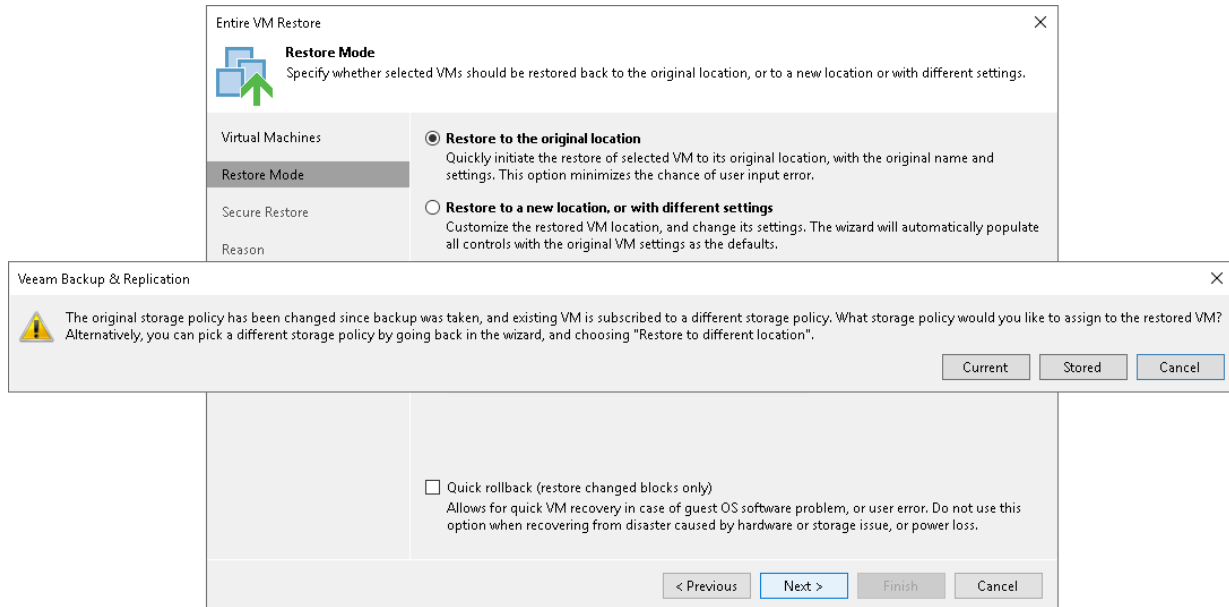 Entire VM Restore
Restore Mode
Specify whether selected VMs should be restored back to the original location, or to a new location or with different settings.
Virtual Machines
Restore Mode
Secure Restore
Reason
Restore to the original location
Quickly initiate the restore of selected VM to its original location, with the original name and
settings. This option minimizes the chance of user input error.
Restore to a new location, or with different settings
Customize the restored VM location, and change its settings. The wizard will automatically populate
all controls with the original VM settings as the defaults.
Veeam Backup & Replication
The original storage policy has been changed since backup was taken, and existing VM is subscribed to a different storage policy. What storage policy would you like to assign to the restored VM?
Alternatively, you can pick a different storage policy by going back in the wizard, and choosing "Restore to different location".
Current
Stored
Cancel
Quick rollback (restore changed blocks only)
Allows for quick VM recovery in case of guest OS software problem, or user error. Do not use this
option when recovering from disaster caused by hardware or storage issue, or power loss.
< Previous
Next >
Finish
Cancel